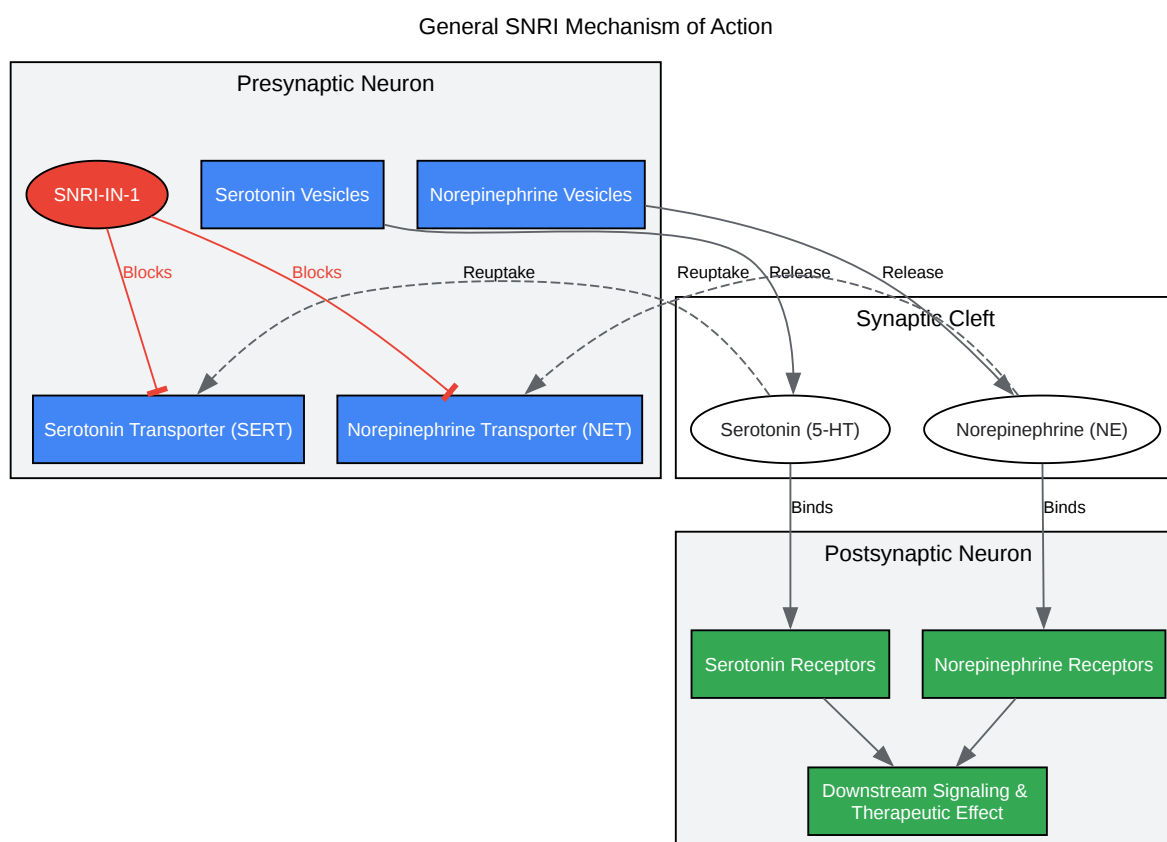 General SNRI Mechanism of Action
Presynaptic Neuron
SNRI-IN-1
Serotonin Vesicles
Norepinephrine Vesicles
Blocks
Blocks
Reuptake
Reuptake
Release
Release
Synaptic Cleft
Serotonin Transporter (SERT)
Norepinephrine Transporter (NET)
Serotonin (5-HT)
Norepinephrine (NE)
Binds
Binds
Postsynaptic Neuron
Serotonin Receptors
Norepinephrine Receptors
Downstream Signaling &
Therapeutic Effect